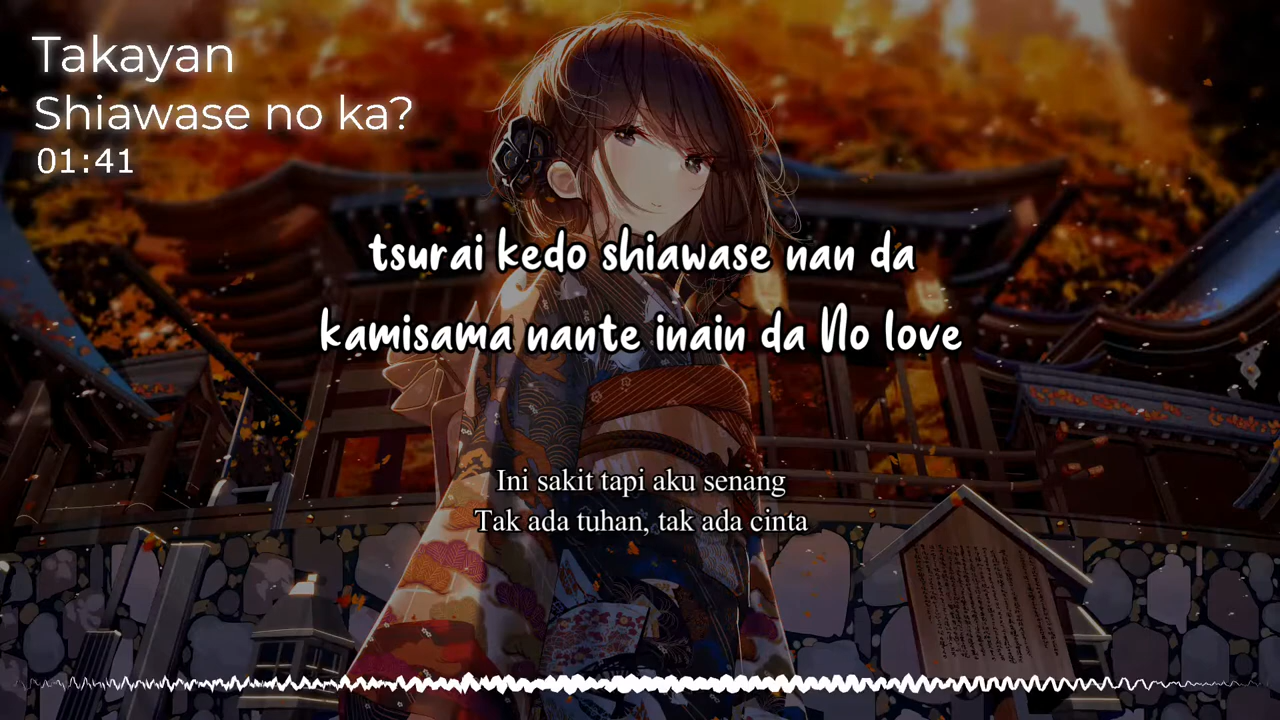 Takayan
Shiawase no ka?
01:41
tsurai kedo shiawase nan da
kamisama nante inain da No love
Ini sakit tapi aku senang
Tak ada tuhan, tak ada cinta